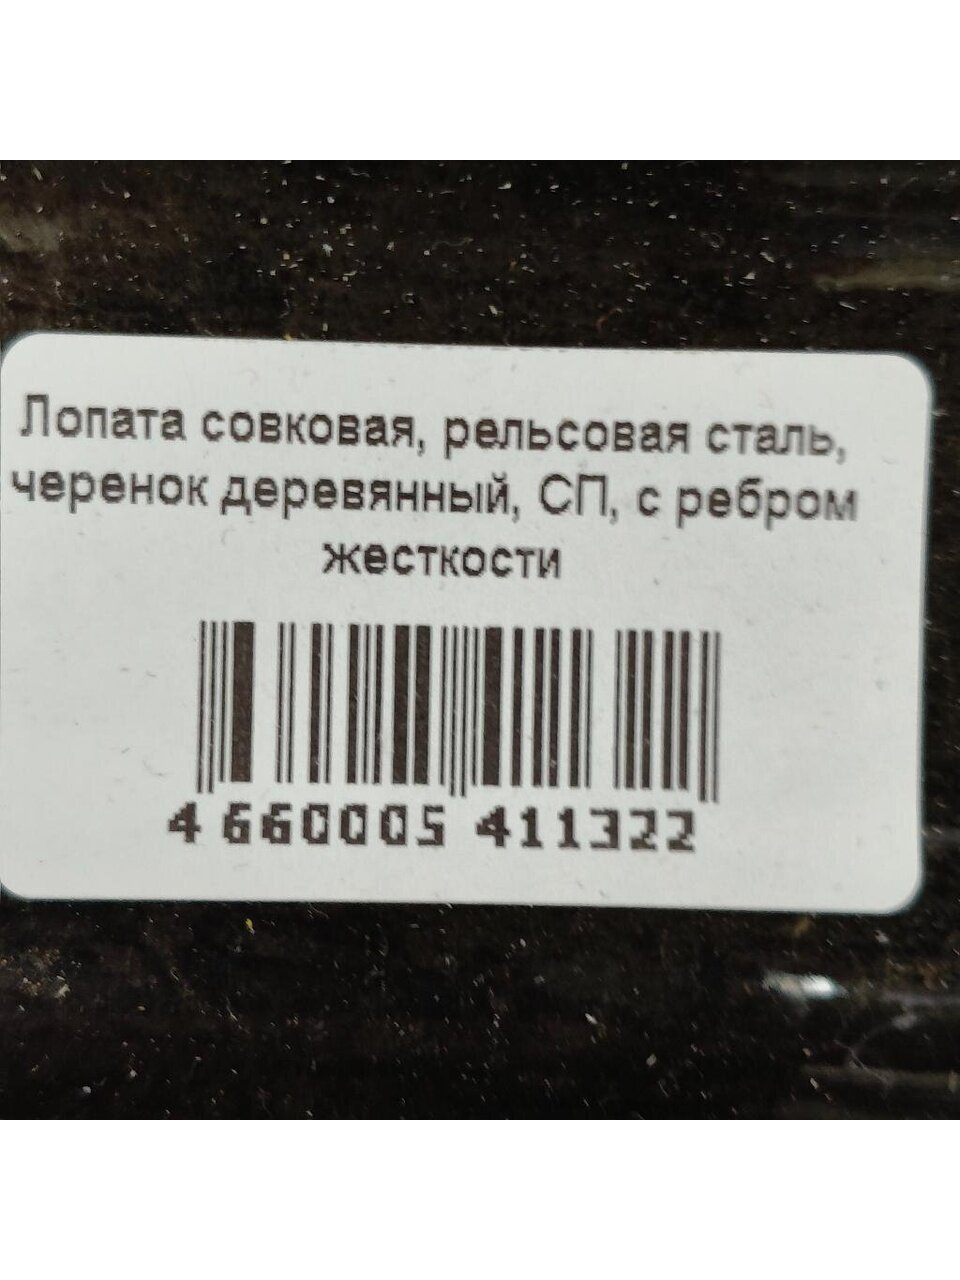 Лопата совковая, рельсовая сталь,
черенок деревянный, СП, с ребром
жесткости
4 660005 411322